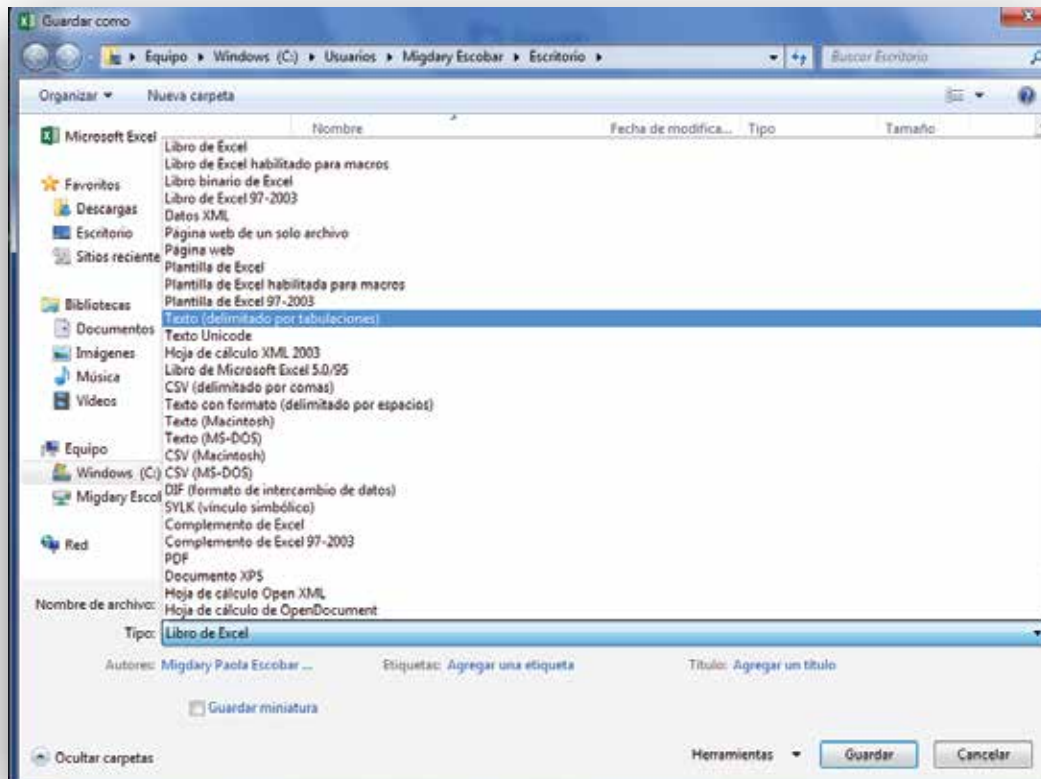 Guardar como
Equipo Windows (C:) Usuarios Migdary Escobar Escritorio
Buscar Escritorio
Organizar Nueva carpeta
Nombre Fecha de modifica... Tipo Tamaño
Microsoft Excel
Favoritos
Descargas
Escritorio
Sitios reciente
Bibliotecas
Documentos
Imágenes
Música
Vídeos
Equipo
Windows (C:)
Migdary Escol
Red
Libro de Excel
Libro de Excel habilitado para macros
Libro binario de Excel
Libro de Excel 97-2003
Datos XML
Página web de un solo archivo
Página web
Plantilla de Excel
Plantilla de Excel habilitada para macros
Plantilla de Excel 97-2003
Texto (delimitado por tabulaciones)
Texto Unicode
Hoja de cálculo XML 2003
Libro de Microsoft Excel 5.0/95
CSV (delimitado por comas)
Texto con formato (delimitado por espacios)
Texto (Macintosh)
Texto (MS-DOS)
CSV (Macintosh)
CSV (MS-DOS)
DIF (formato de intercambio de datos)
SYLK (vínculo simbólico)
Complemento de Excel
Complemento de Excel 97-2003
PDF
Documento XPS
Hoja de cálculo Open XML
Hoja de cálculo de OpenDocument
Nombre de archivo:
Tipo: Libro de Excel
Autores: Migdary Paola Escobar ... Etiquetas: Agregar una etiqueta Título: Agregar un título
Guardar miniatura
Ocultar carpetas Herramientas Guardar Cancelar